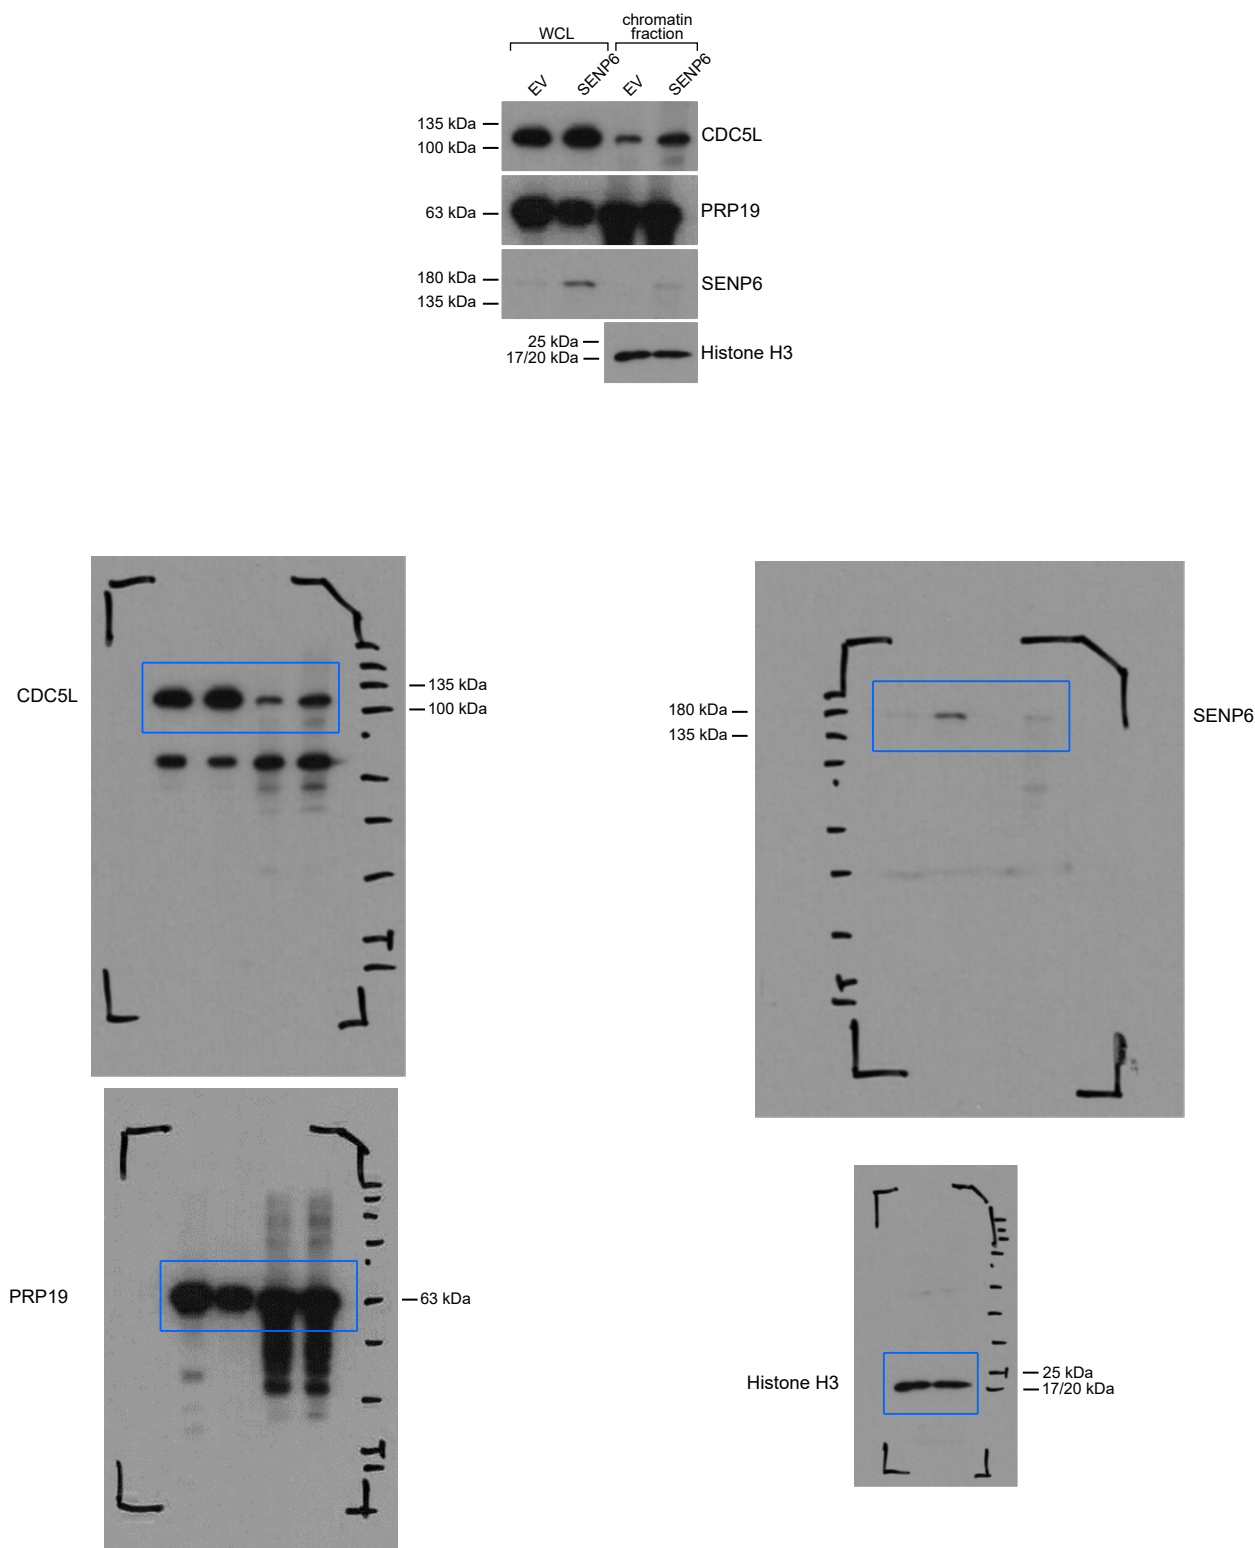 chromatin
WCL fraction
EV SENP6 EV SENP6
135 kDa
100 kDa
CDC5L
63 kDa
PRP19
180 kDa
135 kDa
SENP6
25 kDa
17/20 kDa
Histone H3
CDC5L
135 kDa
100 kDa
180 kDa
135 kDa
SENP6
PRP19
63 kDa
Histone H3
25 kDa
17/20 kDa